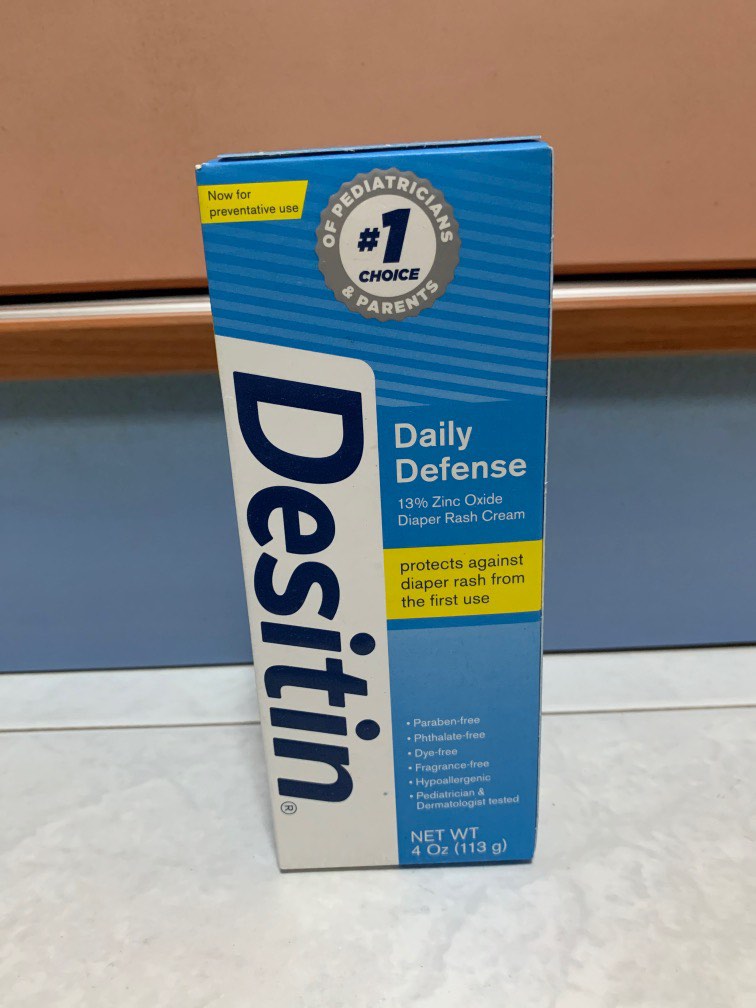 Now for
preventative use
OF PEDIATRICIANS
#1
CHOICE
& PARENTS
Desitin®
Daily
Defense
13% Zinc Oxide
Diaper Rash Cream
protects against
diaper rash from
the first use
• Paraben-free
• Phthalate-free
• Dye-free
• Fragrance-free
• Hypoallergenic
• Pediatrician &
Dermatologist tested
NET WT
4 Oz (113 g)